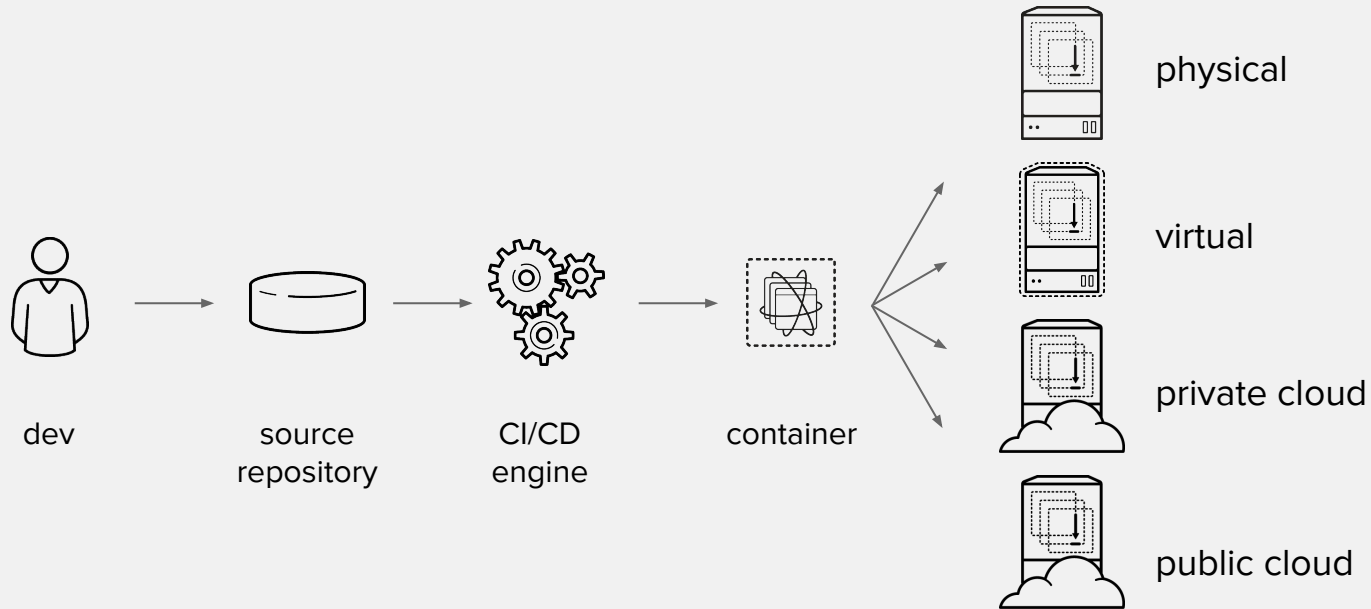 physical
virtual
private cloud
public cloud
dev
source
repository
CI/CD
engine
container